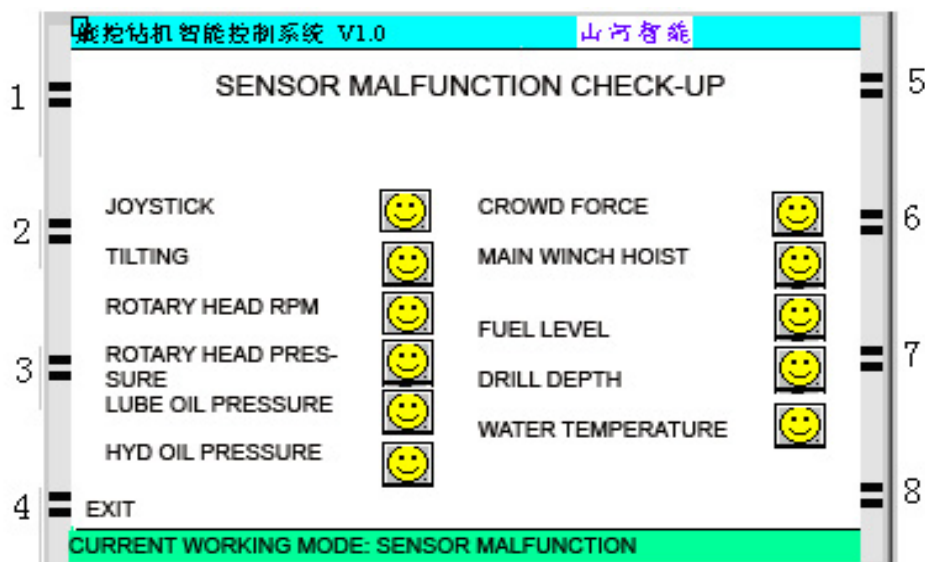 旋挖钻机智能控制系统 V1.0 山河智能
SENSOR MALFUNCTION CHECK-UP
1
5
JOYSTICK
CROWD FORCE
2
6
TILTING
MAIN WINCH HOIST
ROTARY HEAD RPM
FUEL LEVEL
ROTARY HEAD PRES-
SURE
3
7
DRILL DEPTH
LUBE OIL PRESSURE
WATER TEMPERATURE
HYD OIL PRESSURE
4
8
EXIT
CURRENT WORKING MODE: SENSOR MALFUNCTION